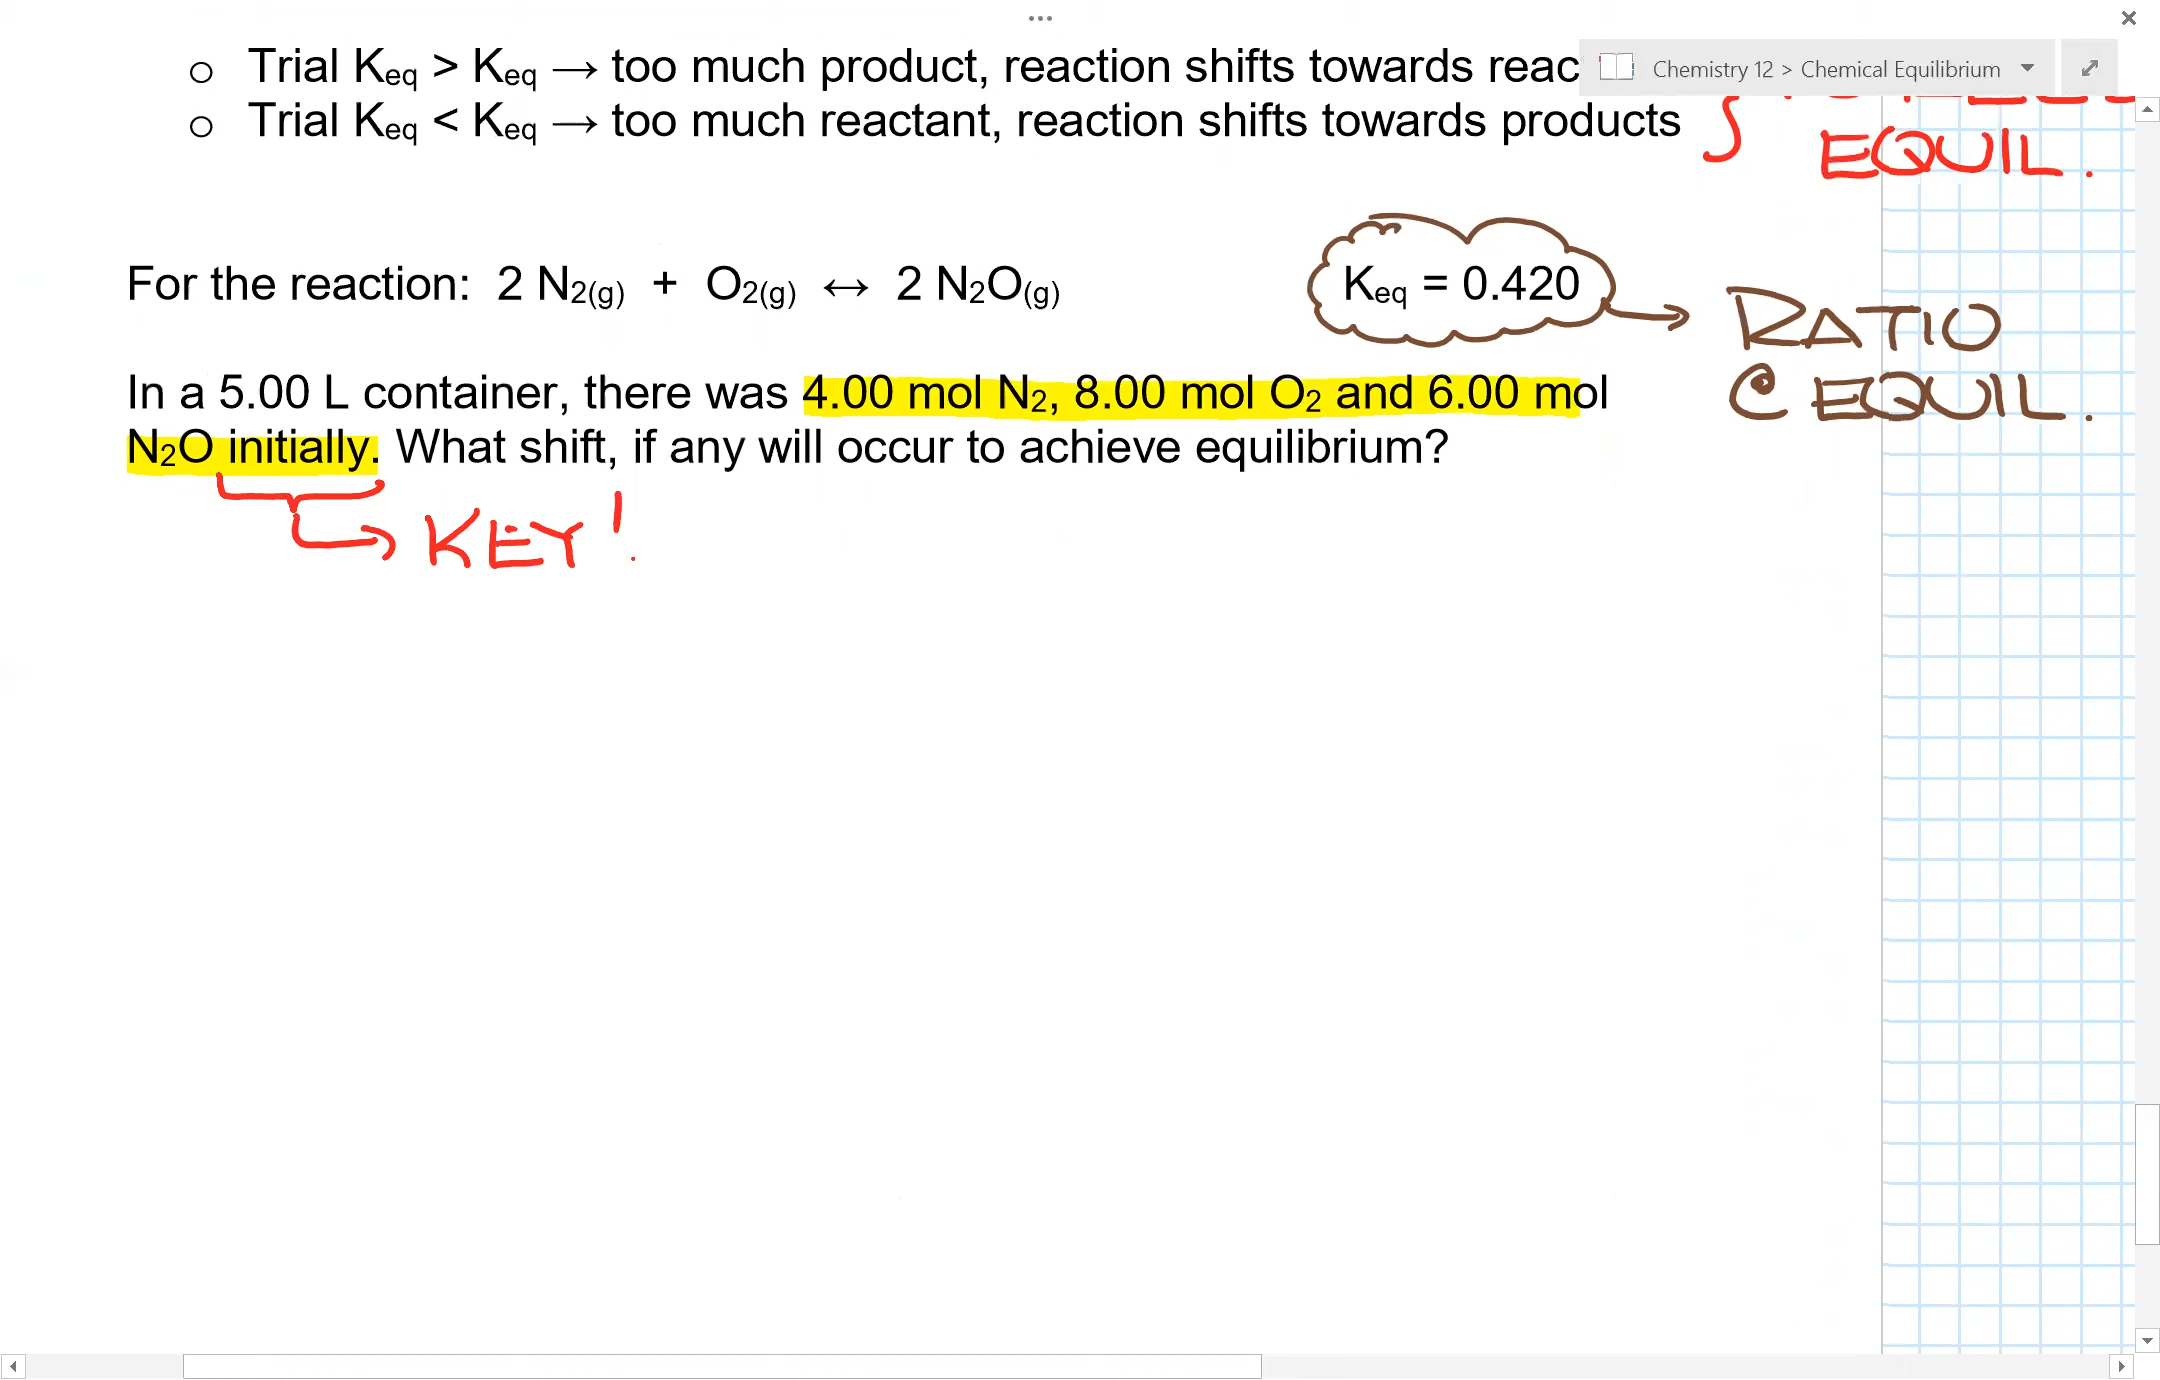 o Trial Keq > Keq → too much product, reaction shifts towards reac
Chemistry 12 > Chemical Equilibrium
o Trial Keq < Keq → too much reactant, reaction shifts towards products
EQUIL.
For the reaction: 2 N2(g) + O2(g) ↔ 2 N2O(g)
Keq = 0.420
RATIO
@ EQUIL.
In a 5.00 L container, there was 4.00 mol N2, 8.00 mol O2 and 6.00 mol
N2O initially. What shift, if any will occur to achieve equilibrium?
KEY!